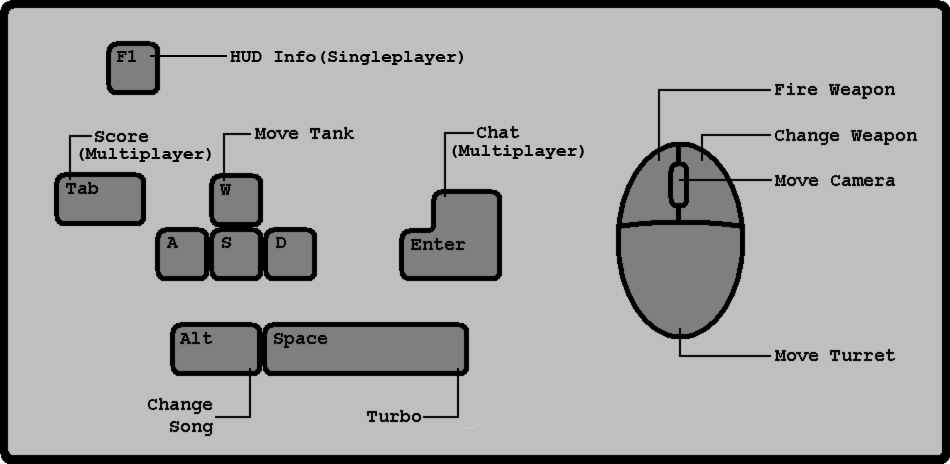 F1
HUD Info(Singleplayer)
Fire Weapon
Score
(Multiplayer)
Move Tank
Chat
(Multiplayer)
Change Weapon
Move Camera
Tab
W
A
S
D
Enter
Alt
Space
Move Turret
Change
Song
Turbo